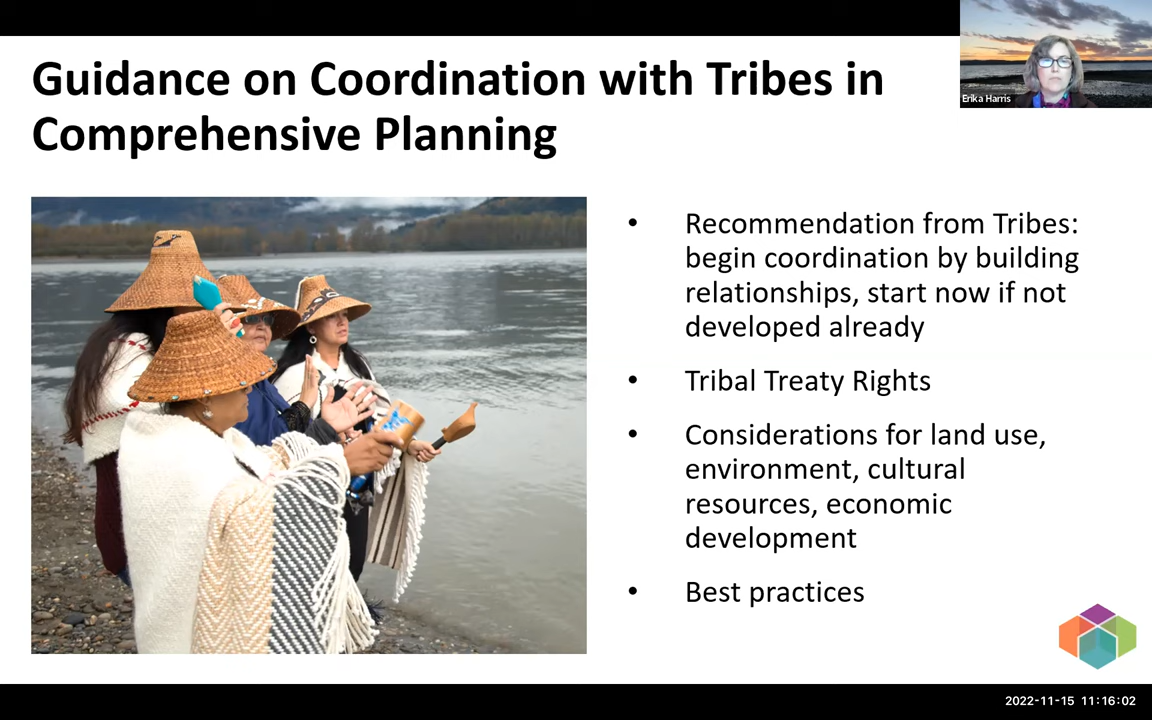 Guidance on Coordination with Tribes in
Comprehensive Planning
Erika Harris
• Recommendation from Tribes:
begin coordination by building
relationships, start now if not
developed already
• Tribal Treaty Rights
• Considerations for land use,
environment, cultural
resources, economic
development
• Best practices
2022-11-15 11:16:02